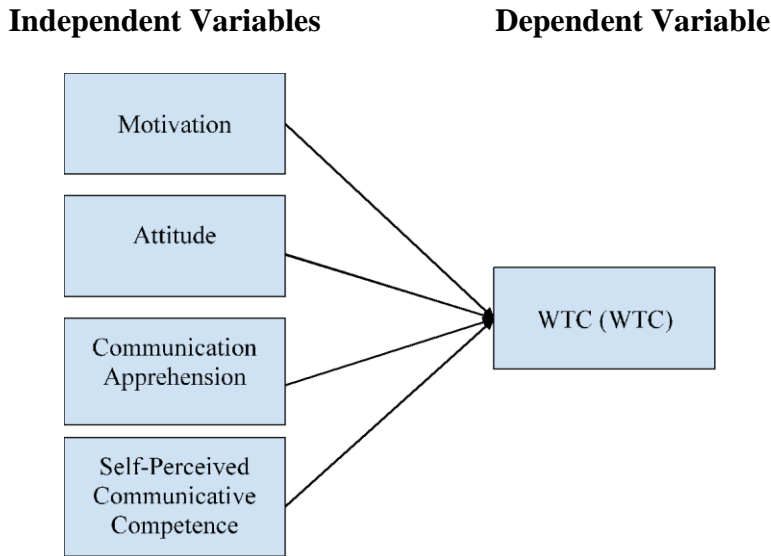 Independent Variables
Dependent Variable
Motivation
Attitude
Communication
Apprehension
Self-Perceived
Communicative
Competence
WTC (WTC)